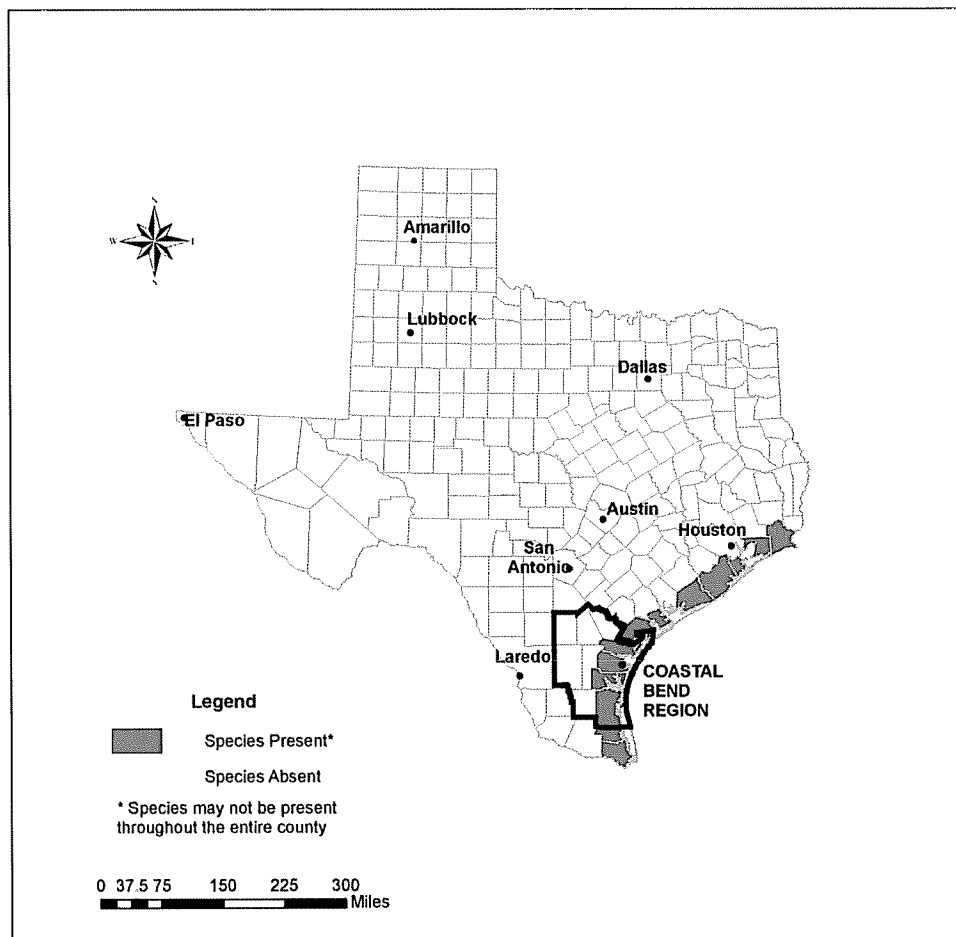 Amarillo
Lubbock
Dallas
El Paso
Austin
Houston
San
Antonio
Laredo
COASTAL
BEND
REGION
Legend
Species Present*
Species Absent
* Species may not be present
throughout the entire county
0 37.5 75 150 225 300
Miles